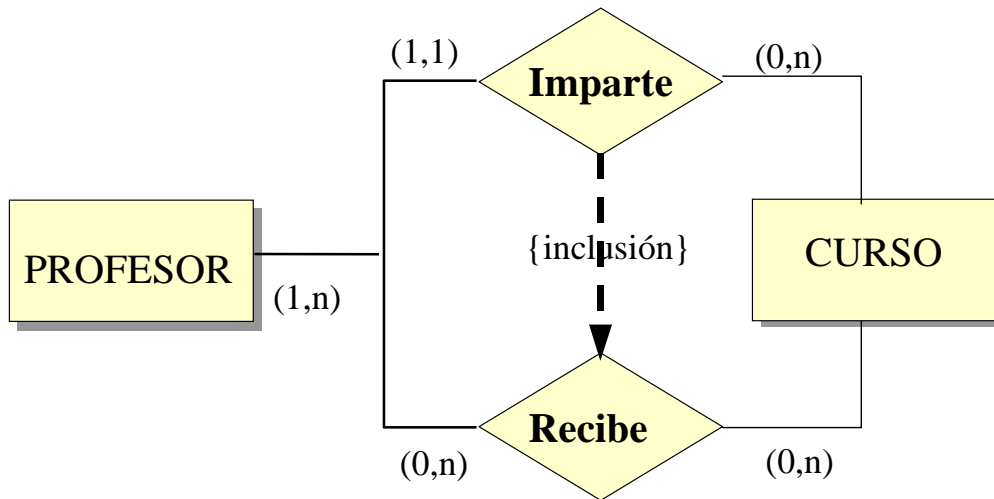 (1,1)
Imparte
(0,n)
PROFESOR
(1,n)
{inclusión}
CURSO
(0,n)
Recibe
(0,n)